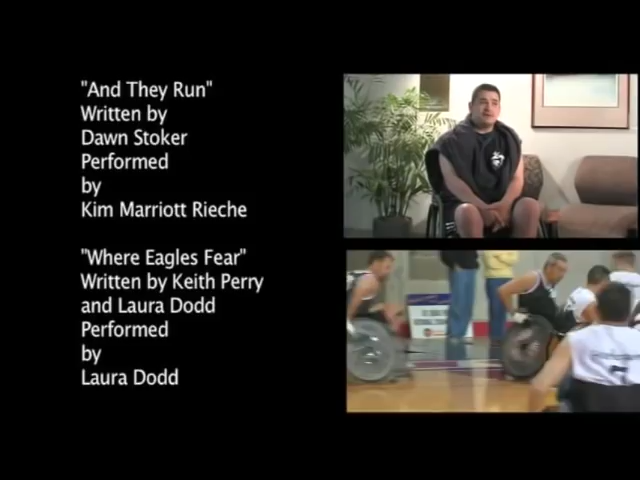 "And They Run"
Written by
Dawn Stoker
Performed
by
Kim Marriott Rieche
"Where Eagles Fear"
Written by Keith Perry
and Laura Dodd
Performed
by
Laura Dodd
7